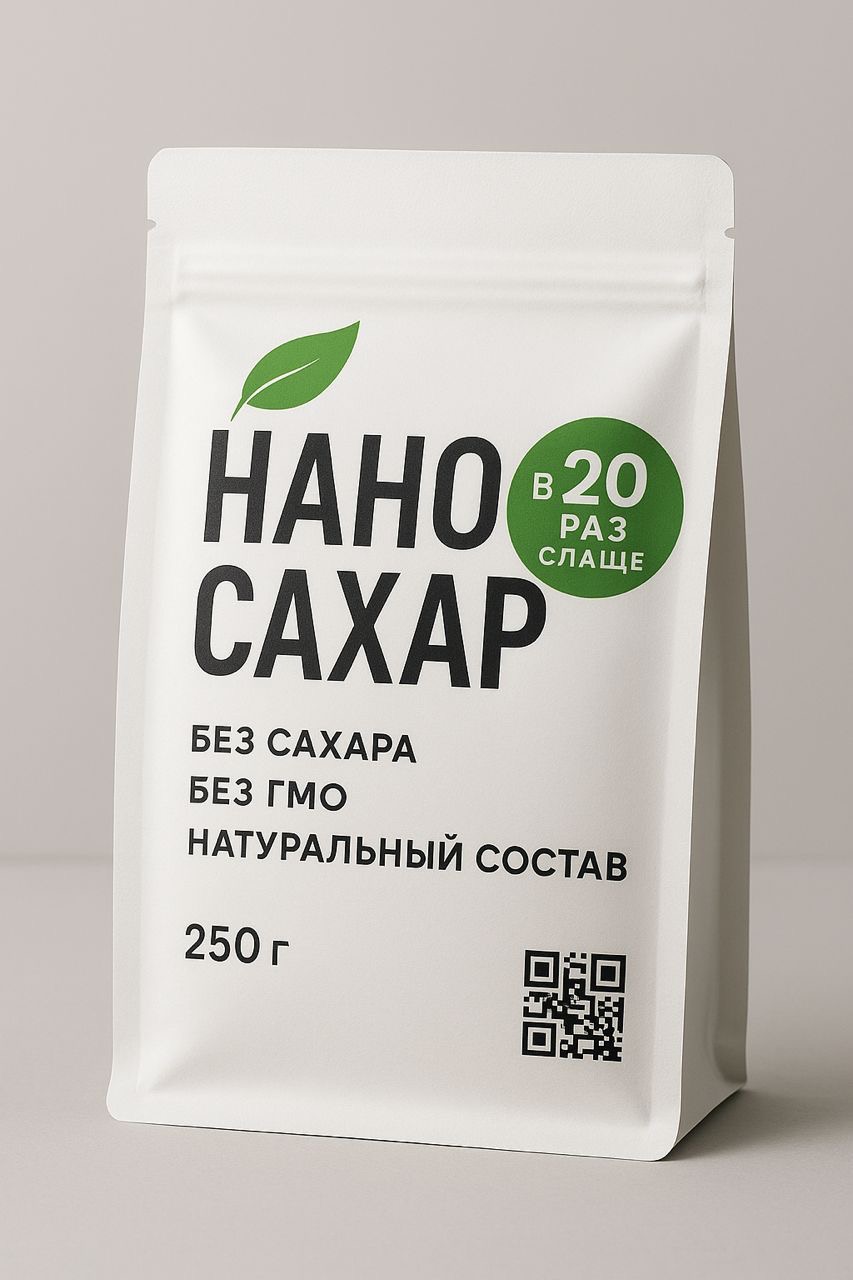 НАНО
САХАР
В 20
РАЗ
СЛАЩЕ
БЕЗ САХАРА
БЕЗ ГМО
НАТУРАЛЬНЫЙ СОСТАВ
250 г